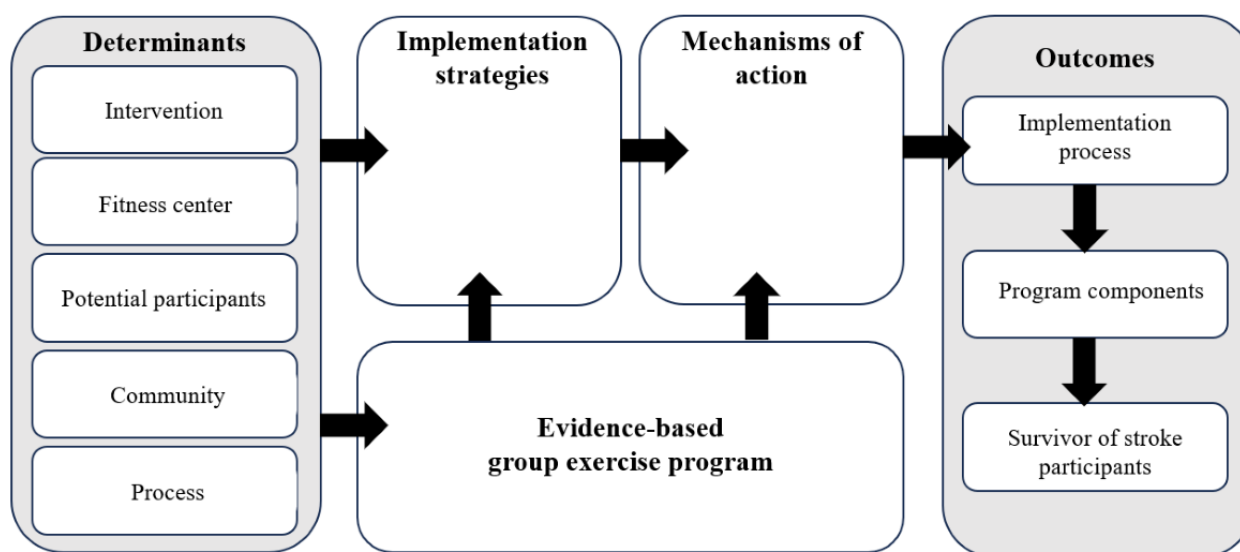 Determinants
Intervention
Fitness center
Potential participants
Community
Process
Implementation
strategies
Mechanisms of
action
Evidence-based
group exercise program
Outcomes
Implementation
process
Program components
Survivor of stroke
participants